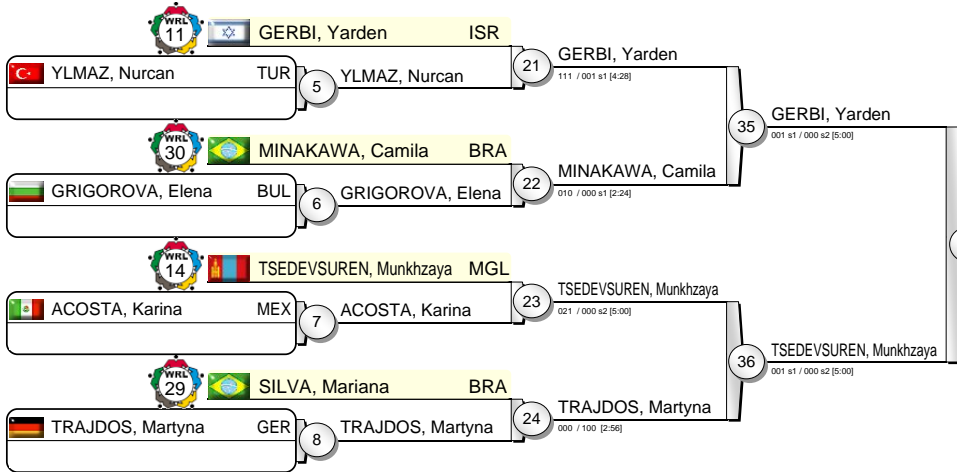 WRL 11 GERBI, Yarden ISR
YLMAZ, Nurcan TUR
5 YLMAZ, Nurcan
21 GERBI, Yarden
111 / 001 s1 [4:28]
WRL 30 MINAKAWA, Camila BRA
GRIGOROVA, Elena BUL
6 GRIGOROVA, Elena
22 MINAKAWA, Camila
010 / 000 s1 [2:24]
35 GERBI, Yarden
001 s1 / 000 s2 [5:00]
WRL 14 TSEDEVSUREN, Munkhzaya MGL
ACOSTA, Karina MEX
7 ACOSTA, Karina
23 TSEDEVSUREN, Munkhzaya
021 / 000 s2 [5:00]
WRL 29 SILVA, Mariana BRA
TRAJDOS, Martyna GER
8 TRAJDOS, Martyna
24 TRAJDOS, Martyna
000 / 100 [2:56]
36 TSEDEVSUREN, Munkhzaya
001 s1 / 000 s2 [5:00]